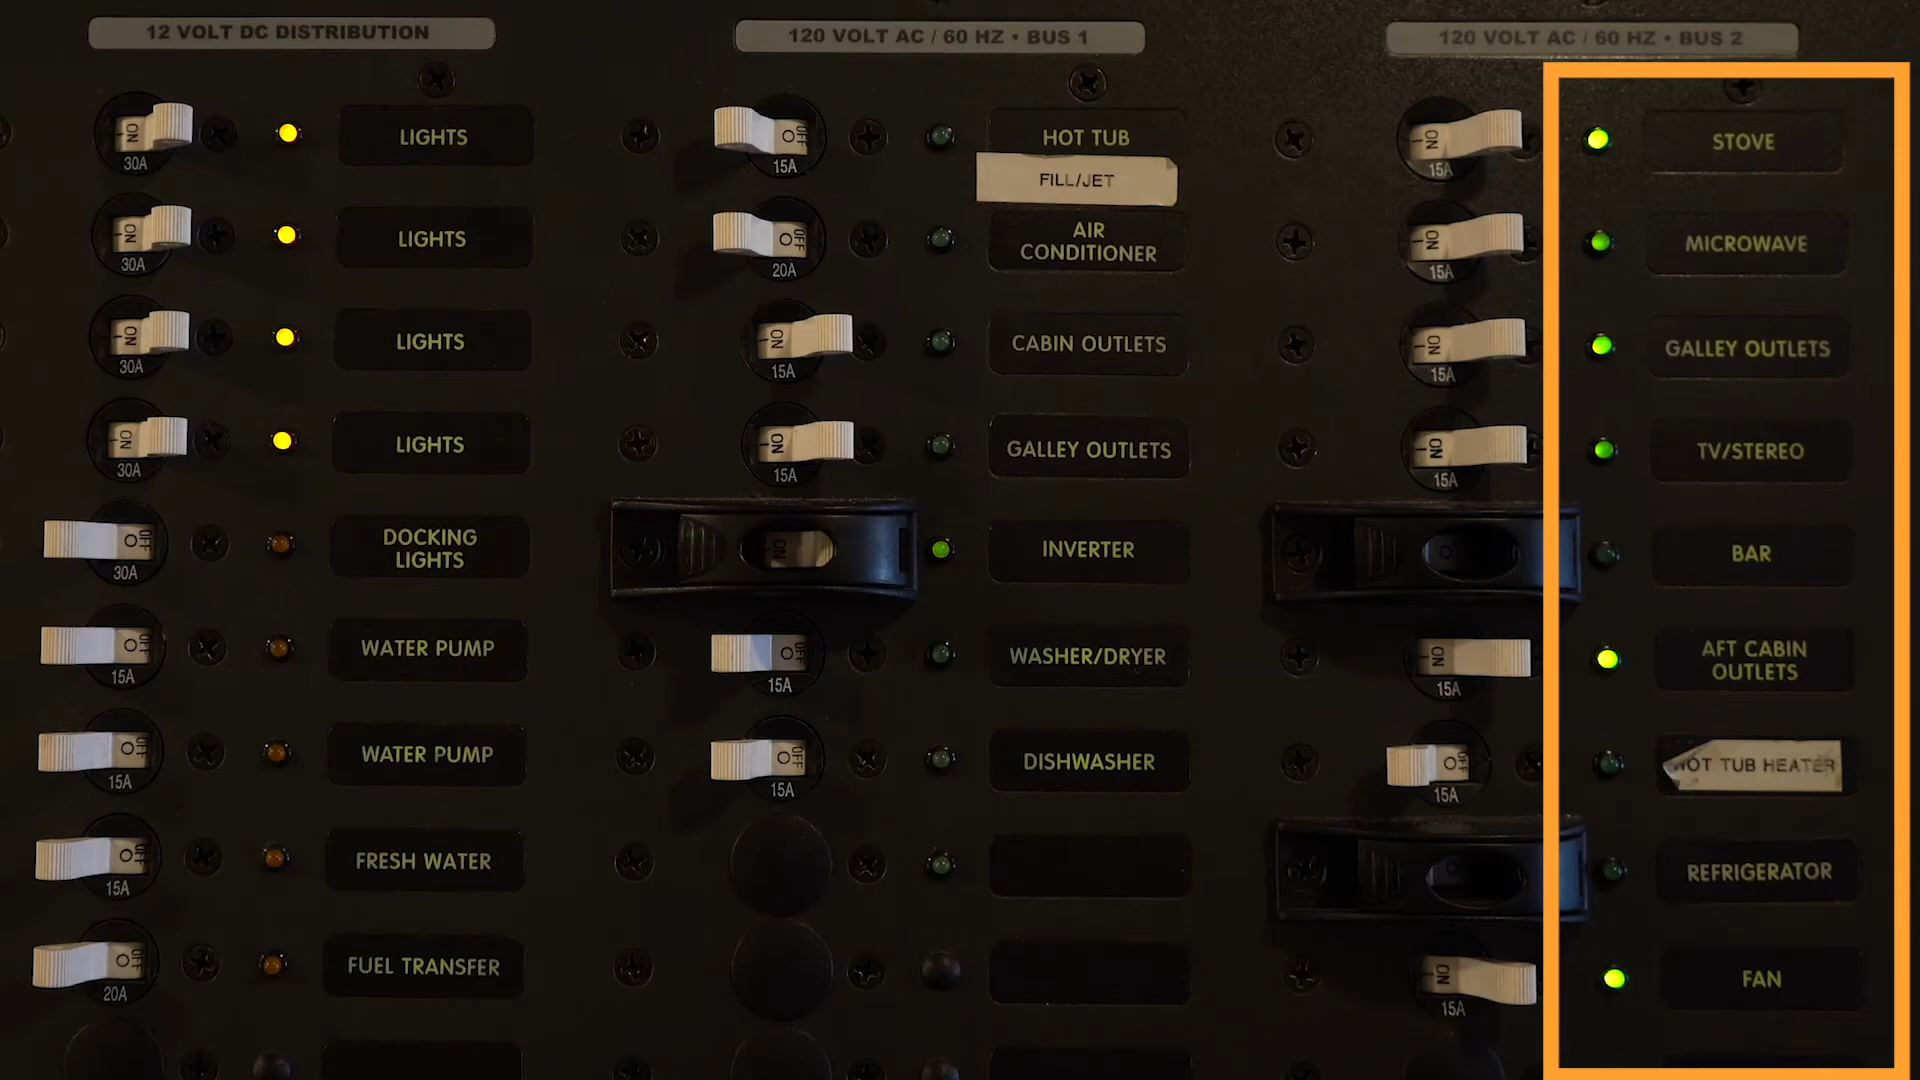 12 VOLT DC DISTRIBUTION
ON
30A
LIGHTS
ON
30A
LIGHTS
ON
30A
LIGHTS
ON
30A
LIGHTS
OFF
30A
DOCKING
LIGHTS
OFF
15A
WATER PUMP
OFF
15A
WATER PUMP
OFF
15A
FRESH WATER
OFF
20A
FUEL TRANSFER
120 VOLT AC / 60 HZ • BUS 1
OFF
15A
HOT TUB
FILL/JET
OFF
20A
AIR
CONDITIONER
ON
15A
CABIN OUTLETS
ON
15A
GALLEY OUTLETS
ON
INVERTER
OFF
15A
WASHER/DRYER
OFF
15A
DISHWASHER
120 VOLT AC / 60 HZ • BUS 2
ON
15A
STOVE
ON
15A
MICROWAVE
ON
15A
GALLEY OUTLETS
ON
15A
TV/STEREO
BAR
ON
15A
AFT CABIN
OUTLETS
OFF
15A
HOT TUB HEATER
REFRIGERATOR
ON
15A
FAN